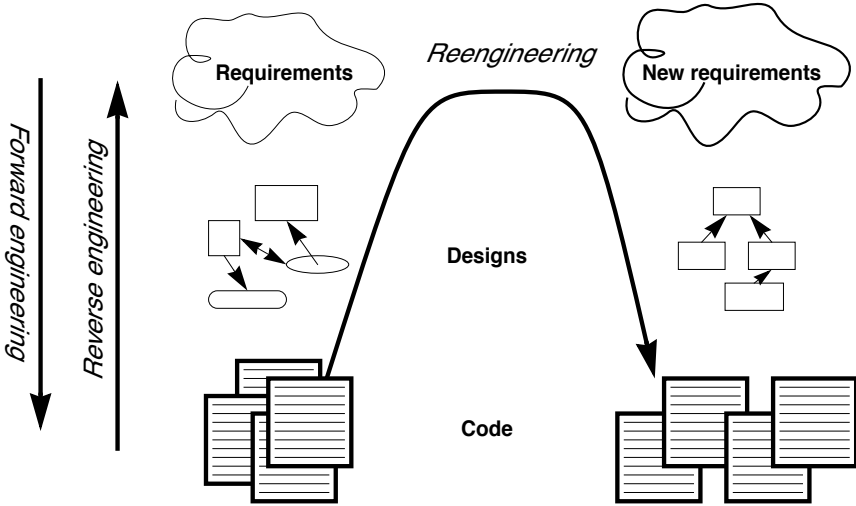 Reengineering
Requirements
New requirements
Forward engineering
Reverse engineering
Designs
Code